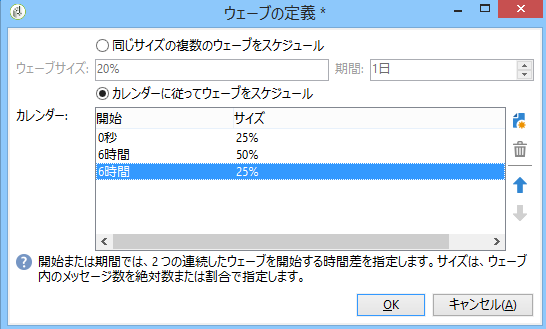 ウェーブの定義 *
同じサイズの複数のウェーブをスケジュール
ウェーブサイズ: 20% 期間: 1日
カレンダーに従ってウェーブをスケジュール
カレンダー: 開始 サイズ
0秒 25%
6時間 50%
6時間 25%
開始または期間では、2 つの連続したウェーブを開始する時間差を指定します。サイズは、ウェーブ
内のメッセージ数を絶対数または割合で指定します。
OK キャンセル(A)